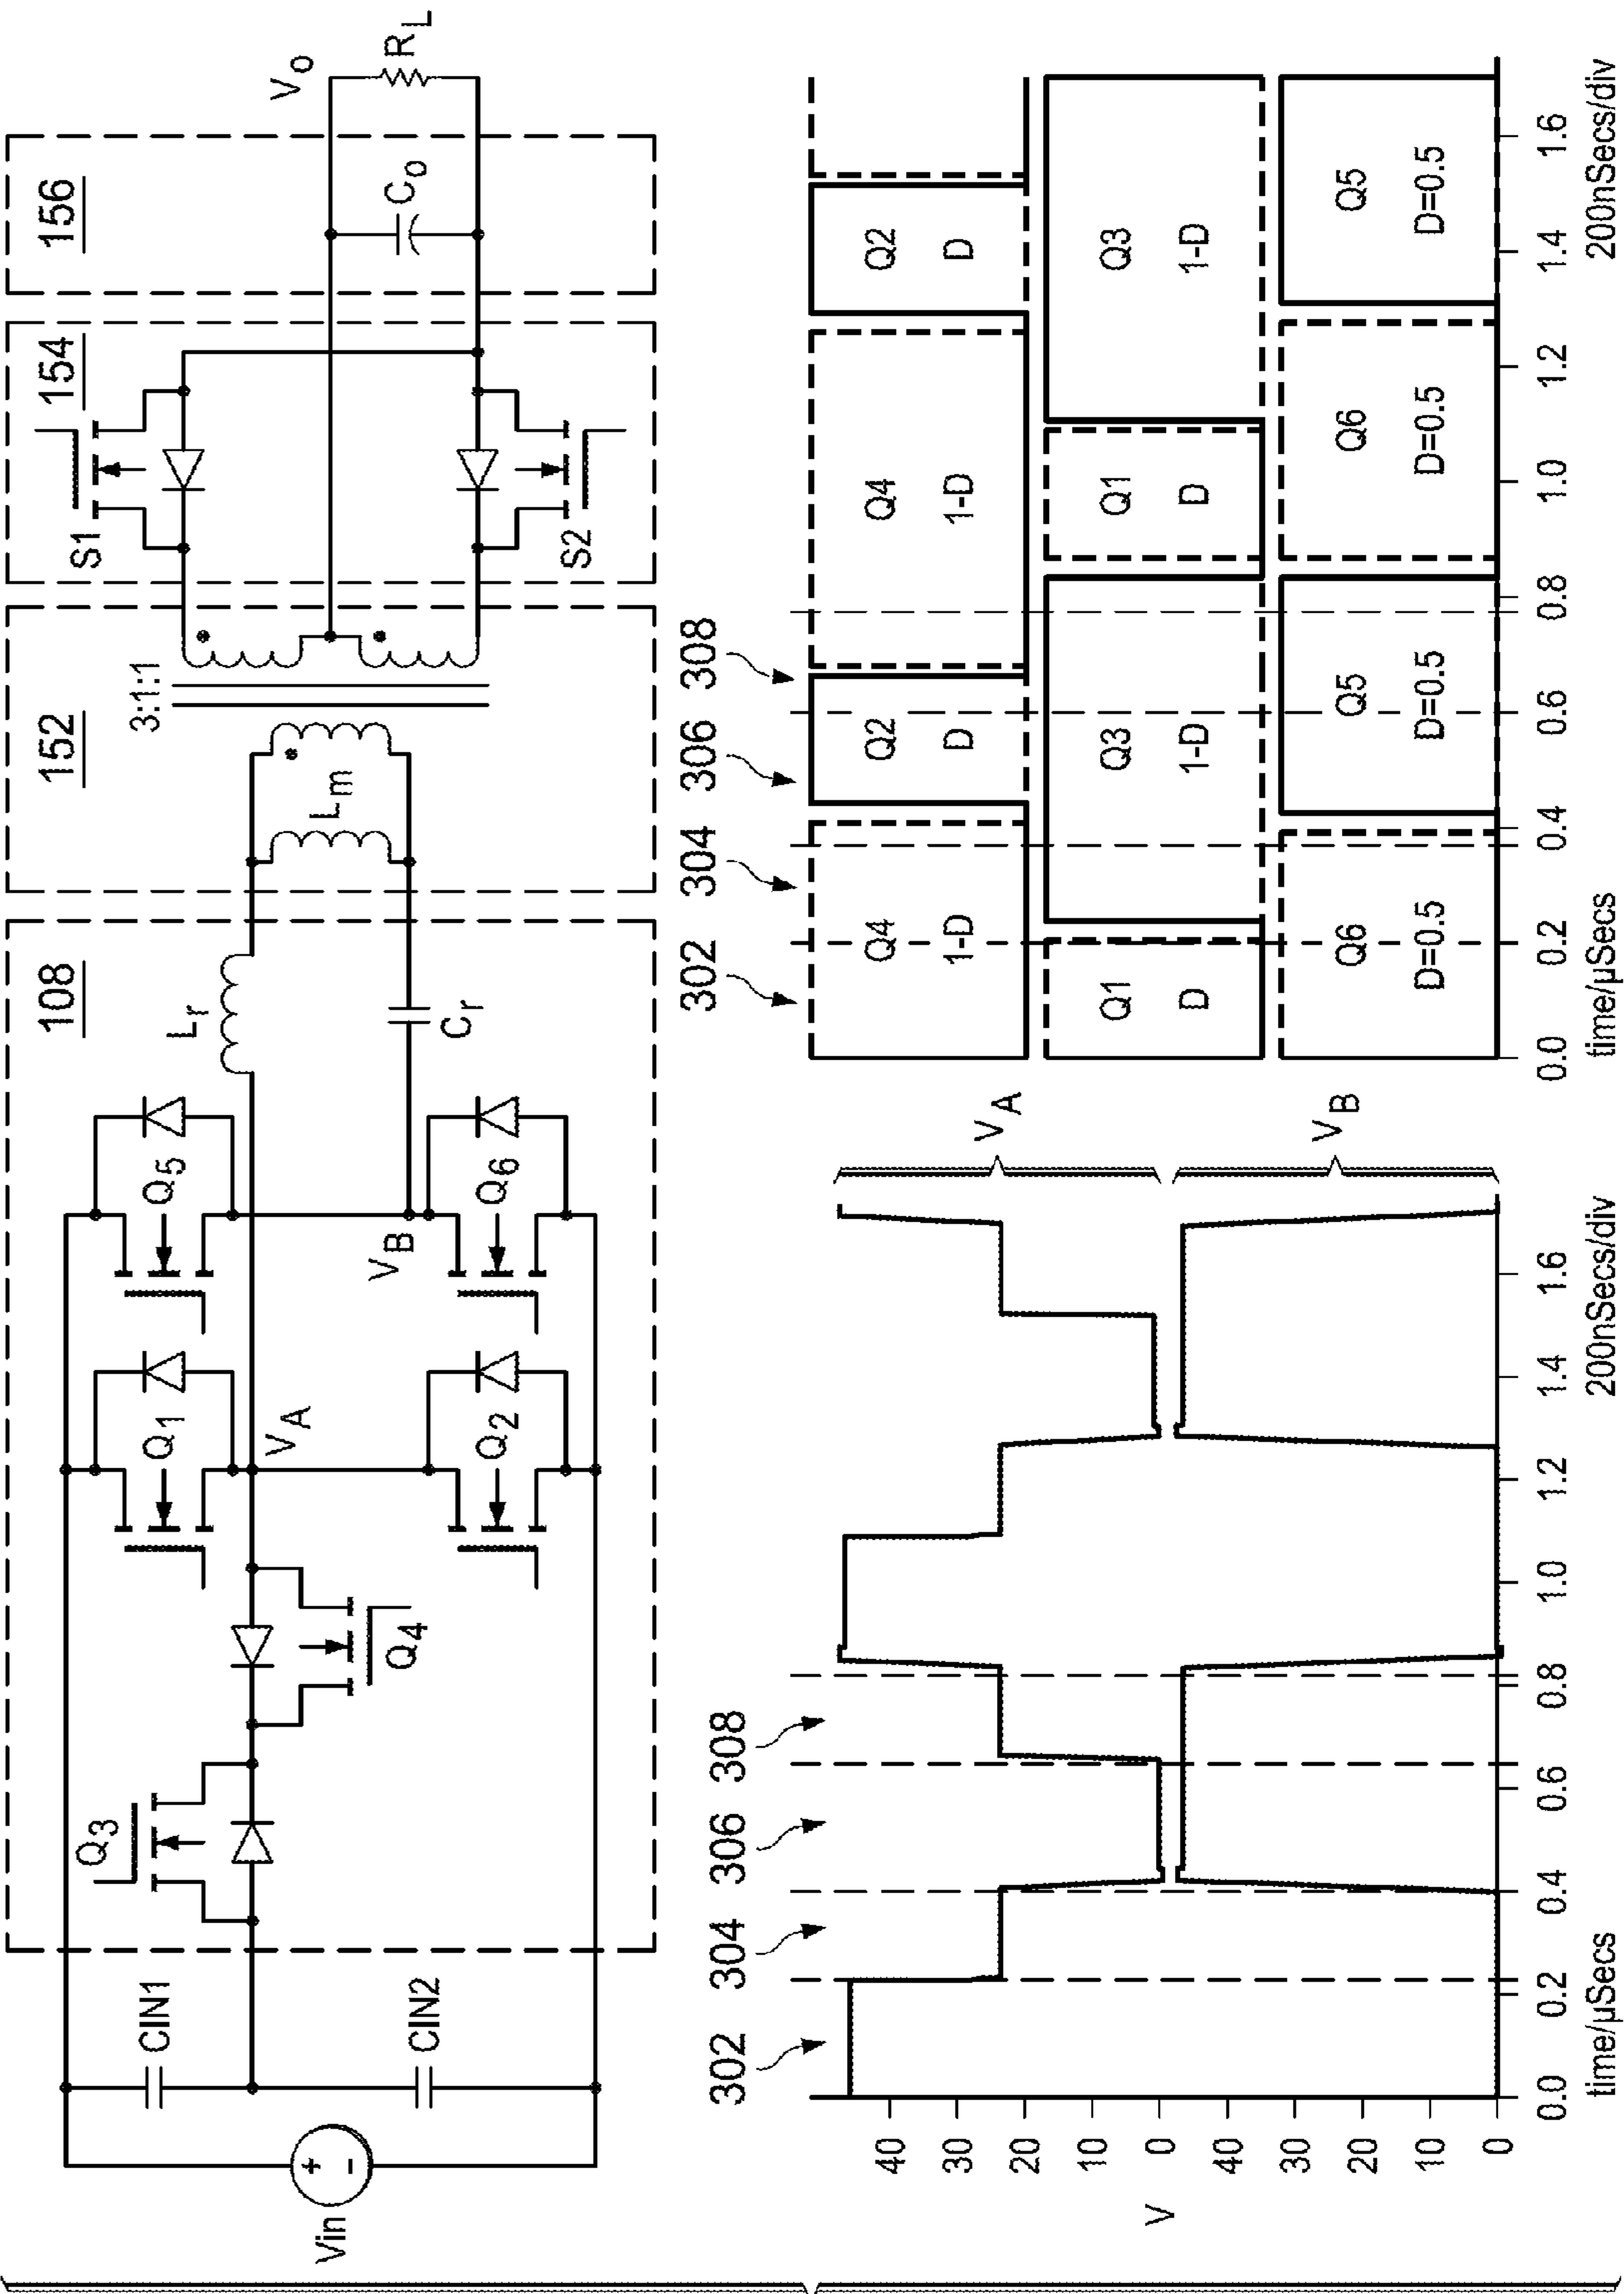 108
152
154
156
Vin
CIN1
CIN2
Q3
Q4
Q1
VA
Q2
Q5
VB
Q6
Lr
Cr
Lm
3:1:1
S1
S2
Co
Vo
RL
302
304
306
308
V
40
30
20
10
0
30
20
10
0
0.0
0.2
0.4
0.6
0.8
1.0
1.2
1.4
1.6
time/µSecs
200nSecs/div
VA
VB
302
304
306
308
Q4
1-D
Q2
D
Q4
1-D
Q2
D
Q1
D
Q3
1-D
Q1
D
Q3
1-D
Q6
D=0.5
Q5
D=0.5
Q6
D=0.5
Q5
D=0.5
0.0
0.2
0.4
0.6
0.8
1.0
1.2
1.4
1.6
time/µSecs
200nSecs/div